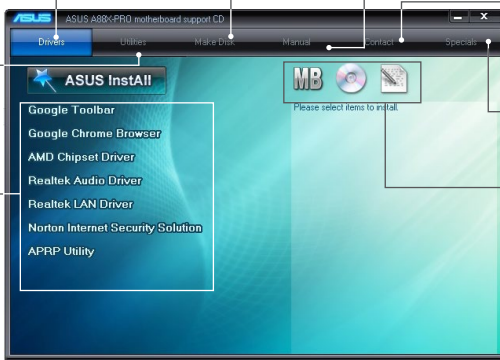 ASUS ASUS A88X-PRO motherboard support CD
Drivers Utilities Make Disk Manual Contact Specials
ASUS InstAll
MB
Please select items to install.
Google Toolbar
Google Chrome Browser
AMD Chipset Driver
Realtek Audio Driver
Realtek LAN Driver
Norton Internet Security Solution
APRP Utility